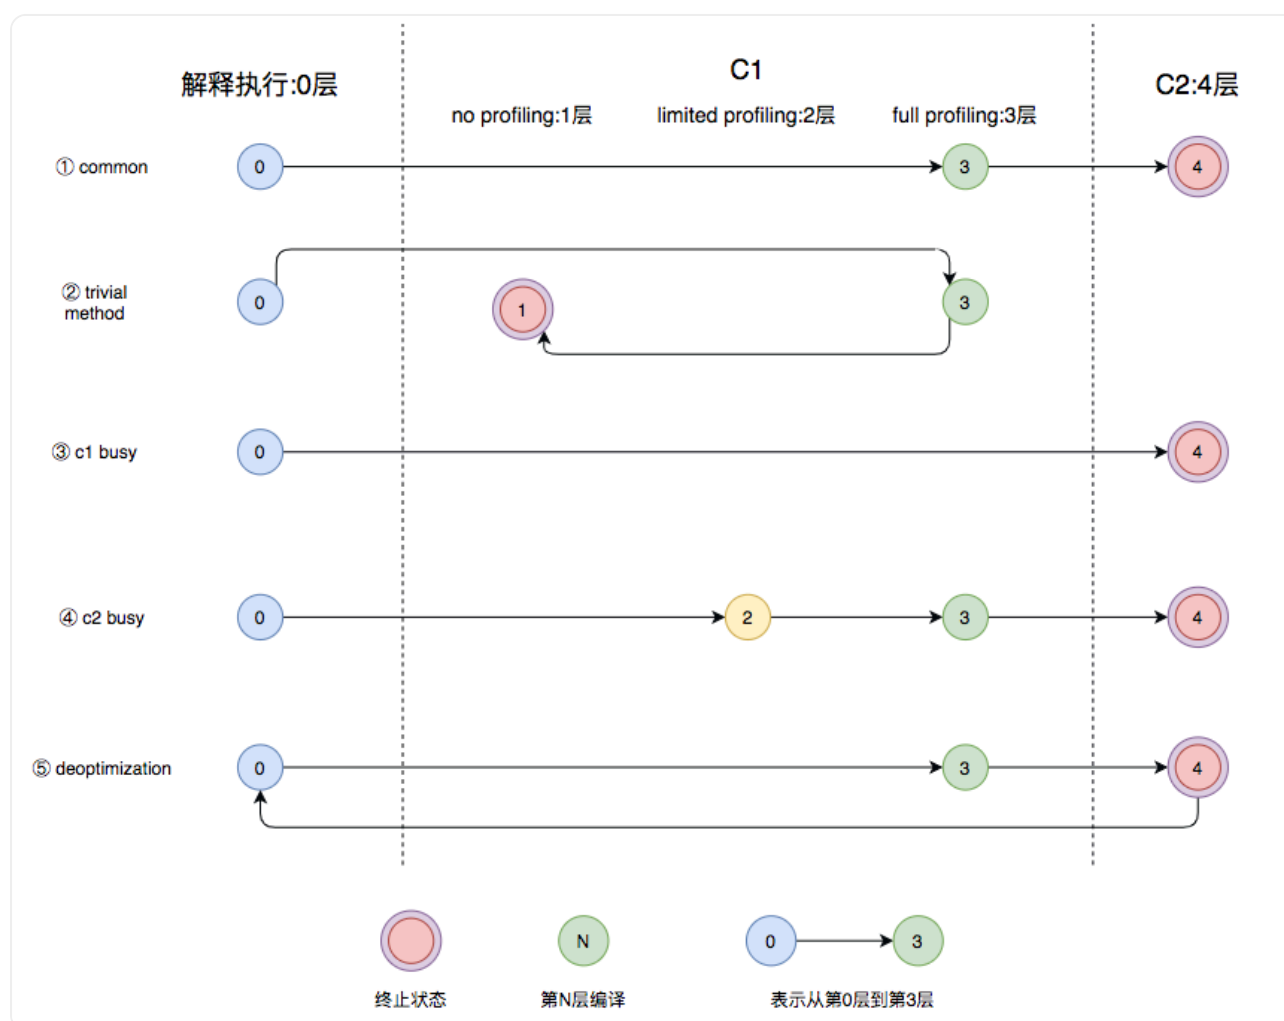 解释执行:0层
C1
C2:4层
no profiling:1层
limited profiling:2层
full profiling:3层
① common
0
3
4
② trivial
method
0
1
3
③ c1 busy
0
4
④ c2 busy
0
2
3
4
⑤ deoptimization
0
3
4
N
0
3
终止状态
第N层编译
表示从第0层到第3层